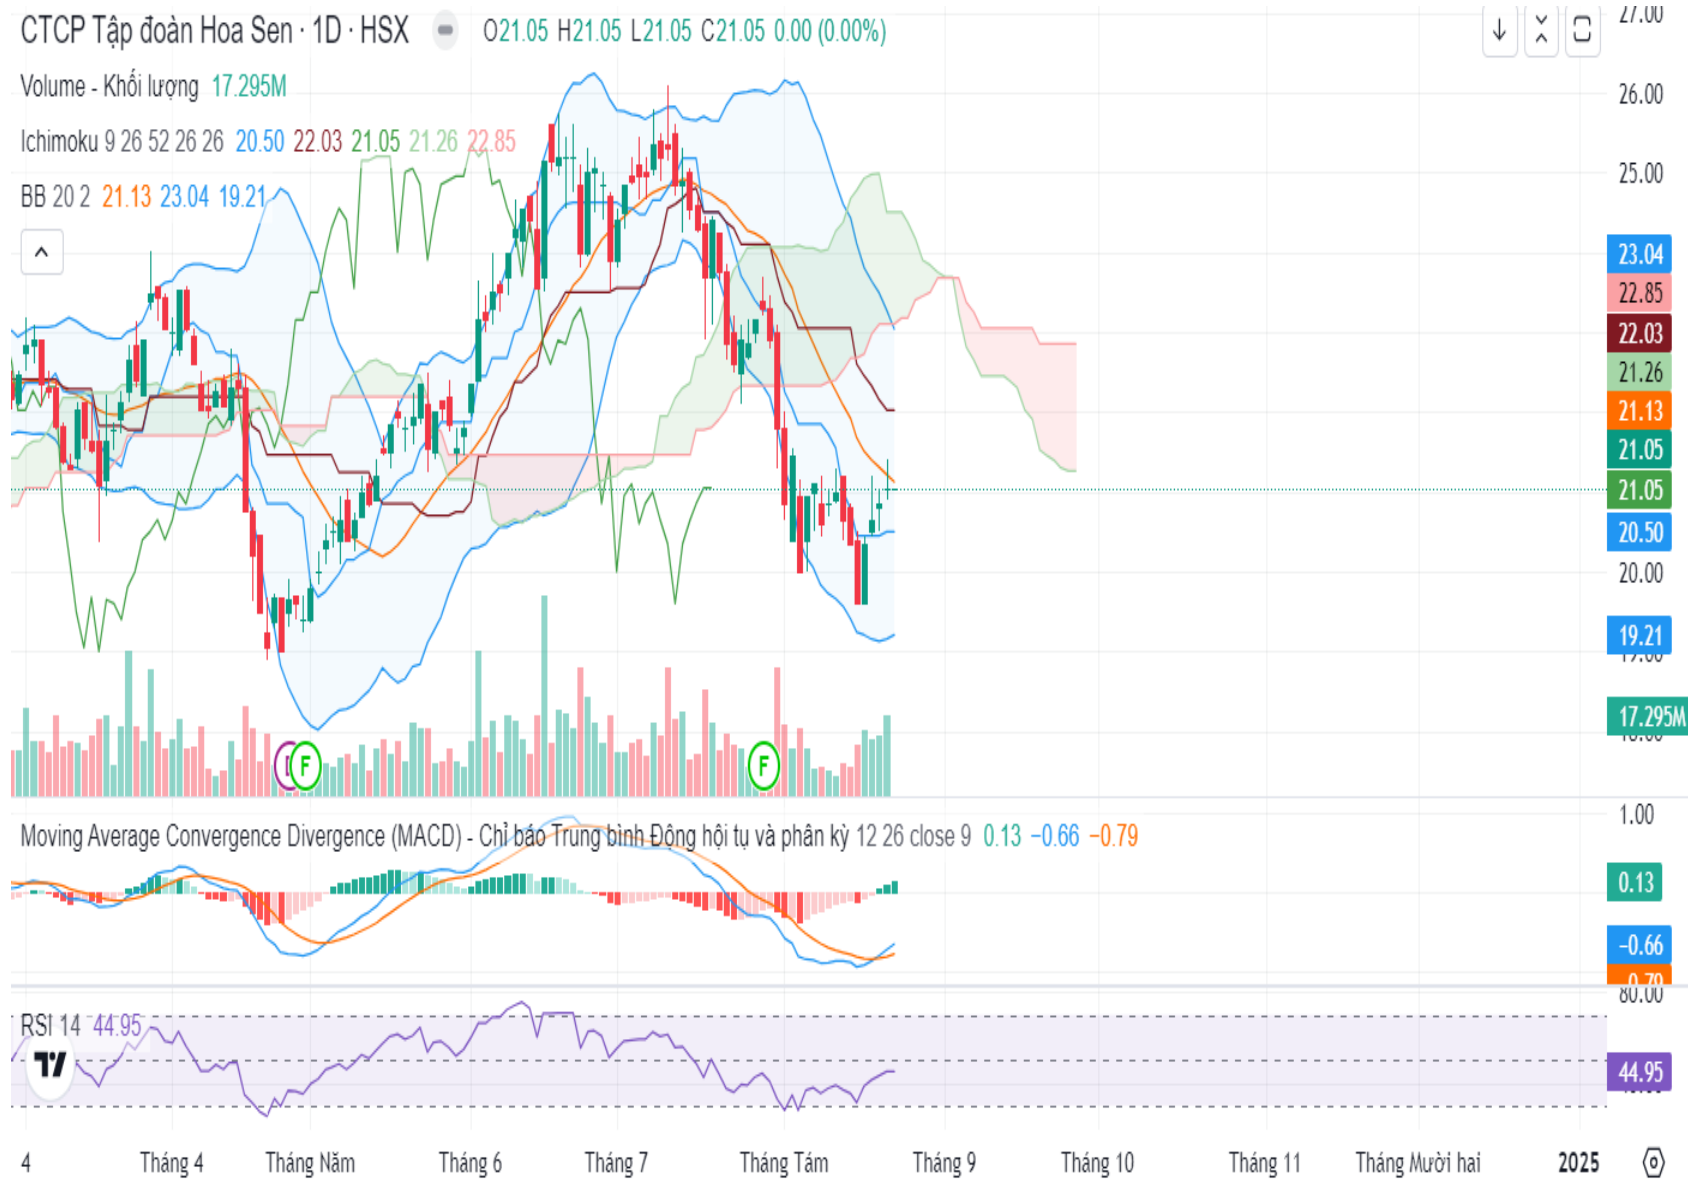 CTCP Tập đoàn Hoa Sen · 1D · HSX O21.05 H21.05 L21.05 C21.05 0.00 (0.00%)
Volume - Khối lượng 17.295M
Ichimoku 9 26 52 26 26 20.50 22.03 21.05 21.26 22.85
BB 20 2 21.13 23.04 19.21
27.00
26.00
25.00
23.04
22.85
22.03
21.26
21.13
21.05
21.05
20.50
20.00
19.21
19.00
17.295M
18.00
F
F
Moving Average Convergence Divergence (MACD) - Chỉ báo Trung bình Động hội tụ và phân kỳ 12 26 close 9 0.13 −0.66 −0.79
1.00
0.13
−0.66
−0.79
RSI 14 44.95
80.00
44.95
4 Tháng 4 Tháng Năm Tháng 6 Tháng 7 Tháng Tám Tháng 9 Tháng 10 Tháng 11 Tháng Mười hai 2025